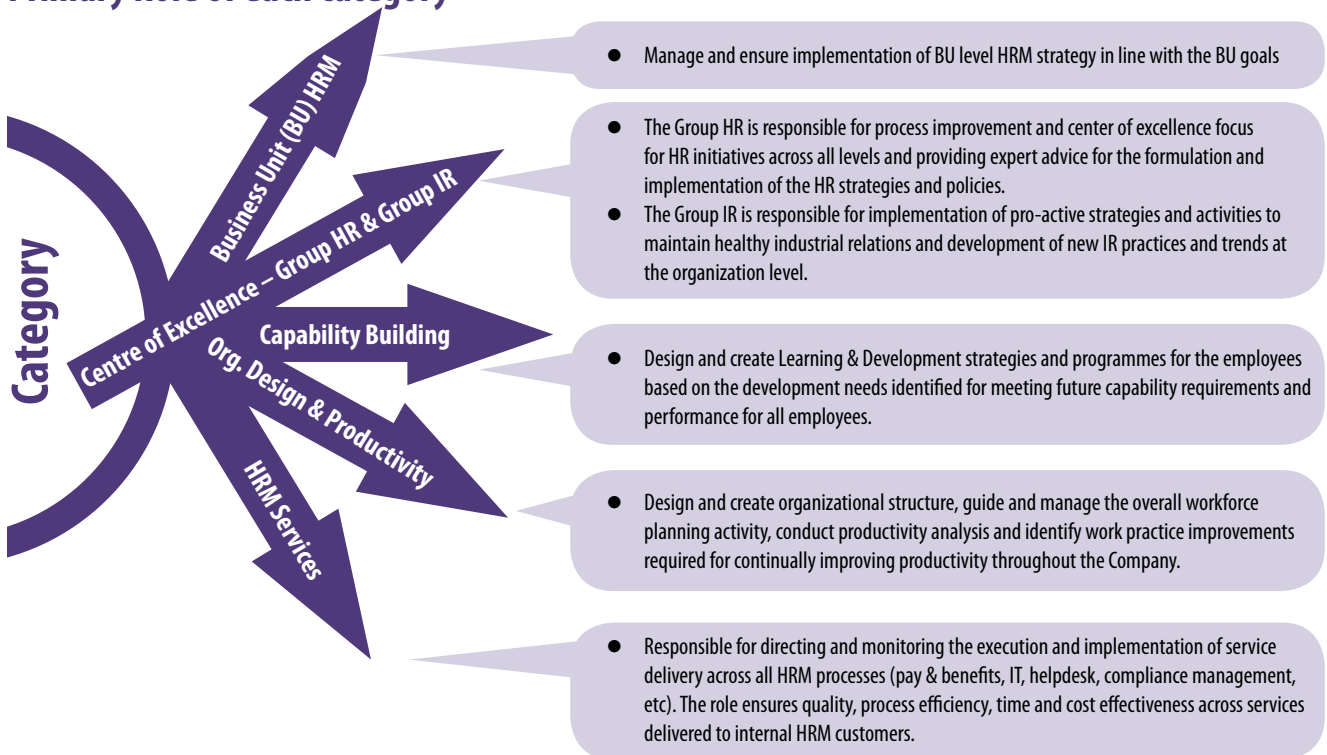 Primary Role of each category
Category
Business Unit (BU) HRM
● Manage and ensure implementation of BU level HRM strategy in line with the BU goals
Centre of Excellence – Group HR & Group IR
● The Group HR is responsible for process improvement and center of excellence focus
for HR initiatives across all levels and providing expert advice for the formulation and
implementation of the HR strategies and policies.
● The Group IR is responsible for implementation of pro-active strategies and activities to
maintain healthy industrial relations and development of new IR practices and trends at
the organization level.
Capability Building
● Design and create Learning & Development strategies and programmes for the employees
based on the development needs identified for meeting future capability requirements and
performance for all employees.
Org. Design & Productivity
● Design and create organizational structure, guide and manage the overall workforce
planning activity, conduct productivity analysis and identify work practice improvements
required for continually improving productivity throughout the Company.
HRM Services
● Responsible for directing and monitoring the execution and implementation of service
delivery across all HRM processes (pay & benefits, IT, helpdesk, compliance management,
etc). The role ensures quality, process efficiency, time and cost effectiveness across services
delivered to internal HRM customers.